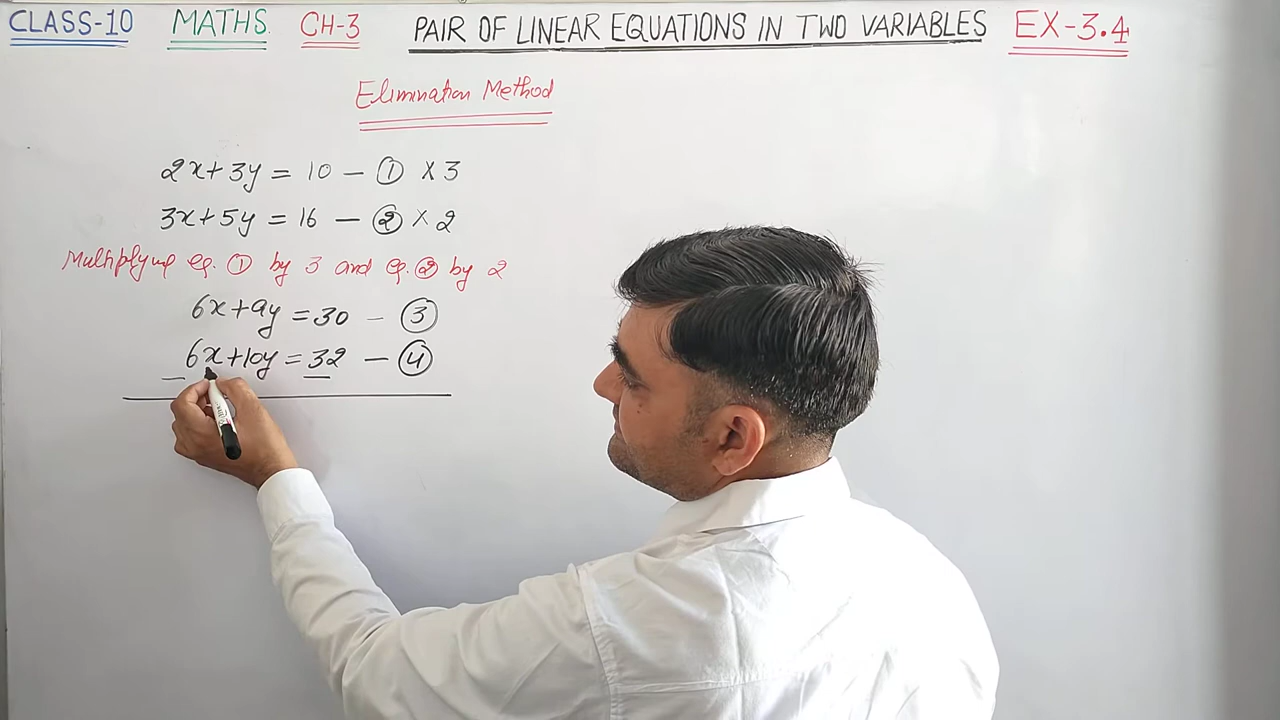 CLASS-10 MATHS. CH-3 PAIR OF LINEAR EQUATIONS IN TWO VARIABLES EX-3.4
Elimination Method
2x+3y = 10 — ① × 3
3x+5y = 16 — ② × 2
Multiplying eq. ① by 3 and eq. ② by 2
6x+9y = 30 — ③
6x+10y = 32 — ④